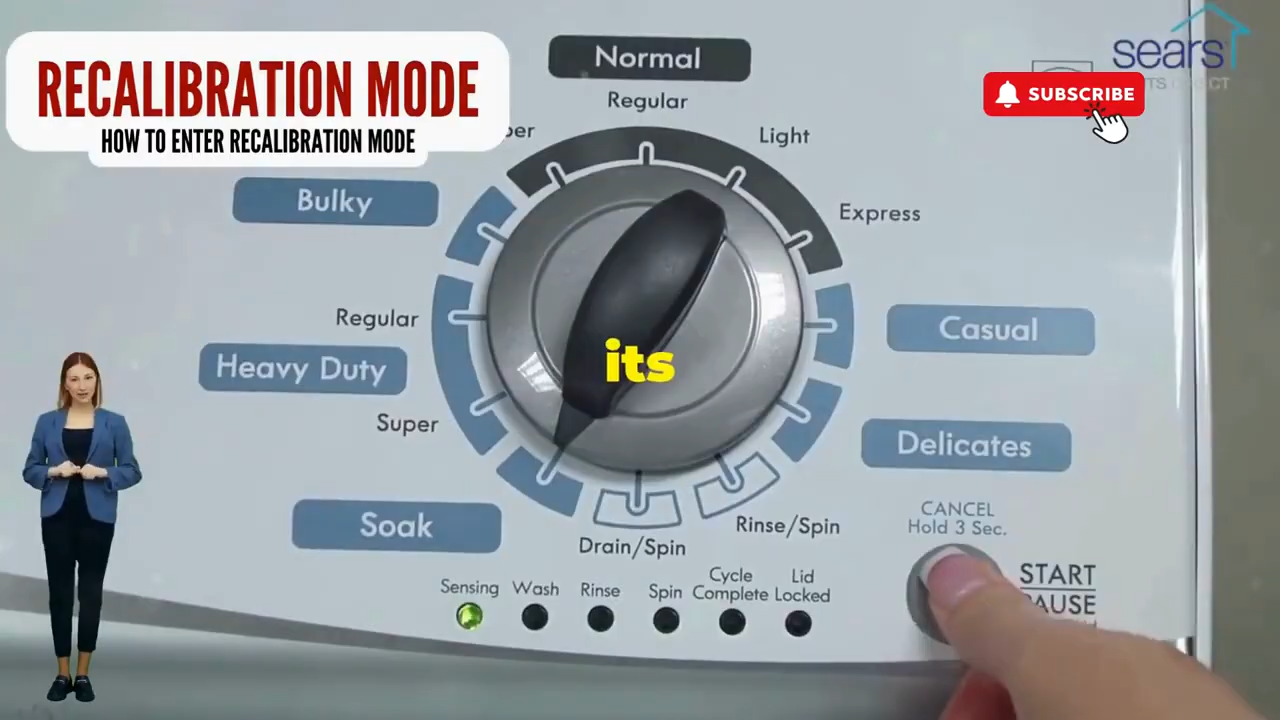 RECALIBRATION MODE
HOW TO ENTER RECALIBRATION MODE
sears
SUBSCRIBE
Normal
Regular
Light
Bulky
Express
Regular
Casual
Heavy Duty
its
Super
Delicates
Soak
CANCEL
Hold 3 Sec.
Rinse/Spin
Drain/Spin
Sensing
Wash
Rinse
Spin
Cycle
Complete
Lid
Locked
START